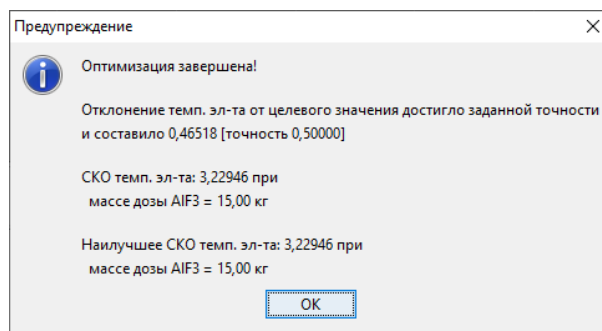 Предупреждение
Оптимизация завершена!
Отклонение темп. эл-та от целевого значения достигло заданной точности
и составило 0,46518 [точность 0,50000]
СКО темп. эл-та: 3,22946 при
массе дозы AlF3 = 15,00 кг
Наилучшее СКО темп. эл-та: 3,22946 при
массе дозы AlF3 = 15,00 кг
OK